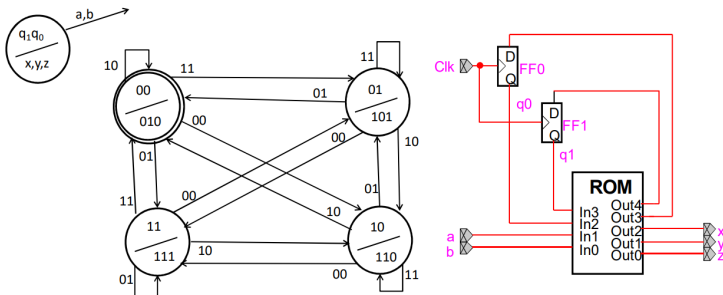 a,b
q₁q₀
x,y,z
10
11
00
010
01
00
01
11
01
101
00
10
11
00
11
111
01
10
00
10
01
10
110
11
Clk
D
Q
FF0
q0
D
Q
FF1
q1
ROM
In3
In2
In1
In0
Out4
Out3
Out2
Out1
Out0
a
b
x
y
z